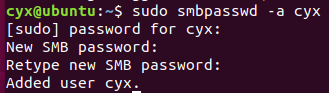 cyx@ubuntu:~$ sudo smbpasswd -a cyx
[sudo] password for cyx:
New SMB password:
Retype new SMB password:
Added user cyx.